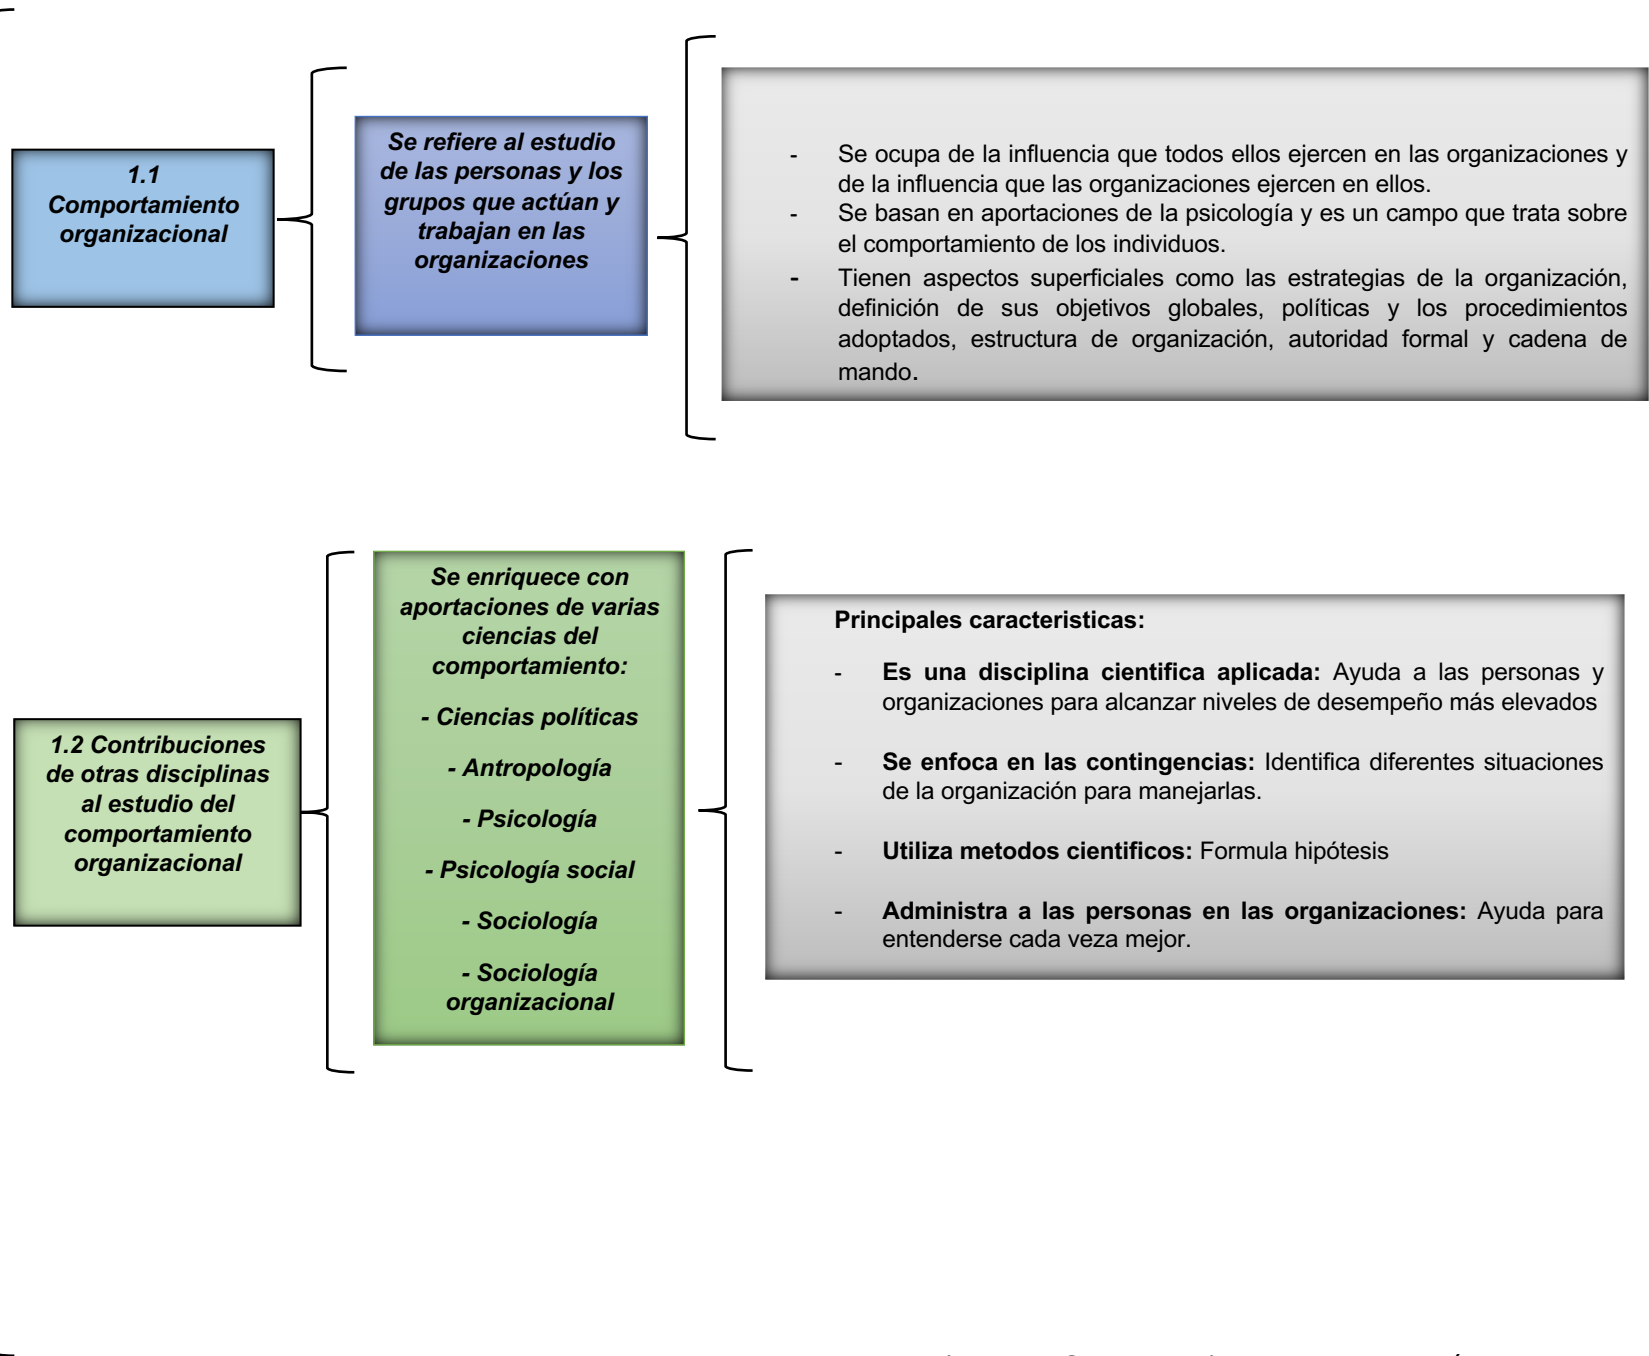 1.1
Comportamiento
organizacional
Se refiere al estudio
de las personas y los
grupos que actúan y
trabajan en las
organizaciones
- Se ocupa de la influencia que todos ellos ejercen en las organizaciones y
de la influencia que las organizaciones ejercen en ellos.
- Se basan en aportaciones de la psicología y es un campo que trata sobre
el comportamiento de los individuos.
- Tienen aspectos superficiales como las estrategias de la organización,
definición de sus objetivos globales, políticas y los procedimientos
adoptados, estructura de organización, autoridad formal y cadena de
mando.
1.2 Contribuciones
de otras disciplinas
al estudio del
comportamiento
organizacional
Se enriquece con
aportaciones de varias
ciencias del
comportamiento:
- Ciencias políticas
- Antropología
- Psicología
- Psicología social
- Sociología
- Sociología
organizacional
Principales caracteristicas:
- Es una disciplina cientifica aplicada: Ayuda a las personas y
organizaciones para alcanzar niveles de desempeño más elevados
- Se enfoca en las contingencias: Identifica diferentes situaciones
de la organización para manejarlas.
- Utiliza metodos cientificos: Formula hipótesis
- Administra a las personas en las organizaciones: Ayuda para
entenderse cada veza mejor.